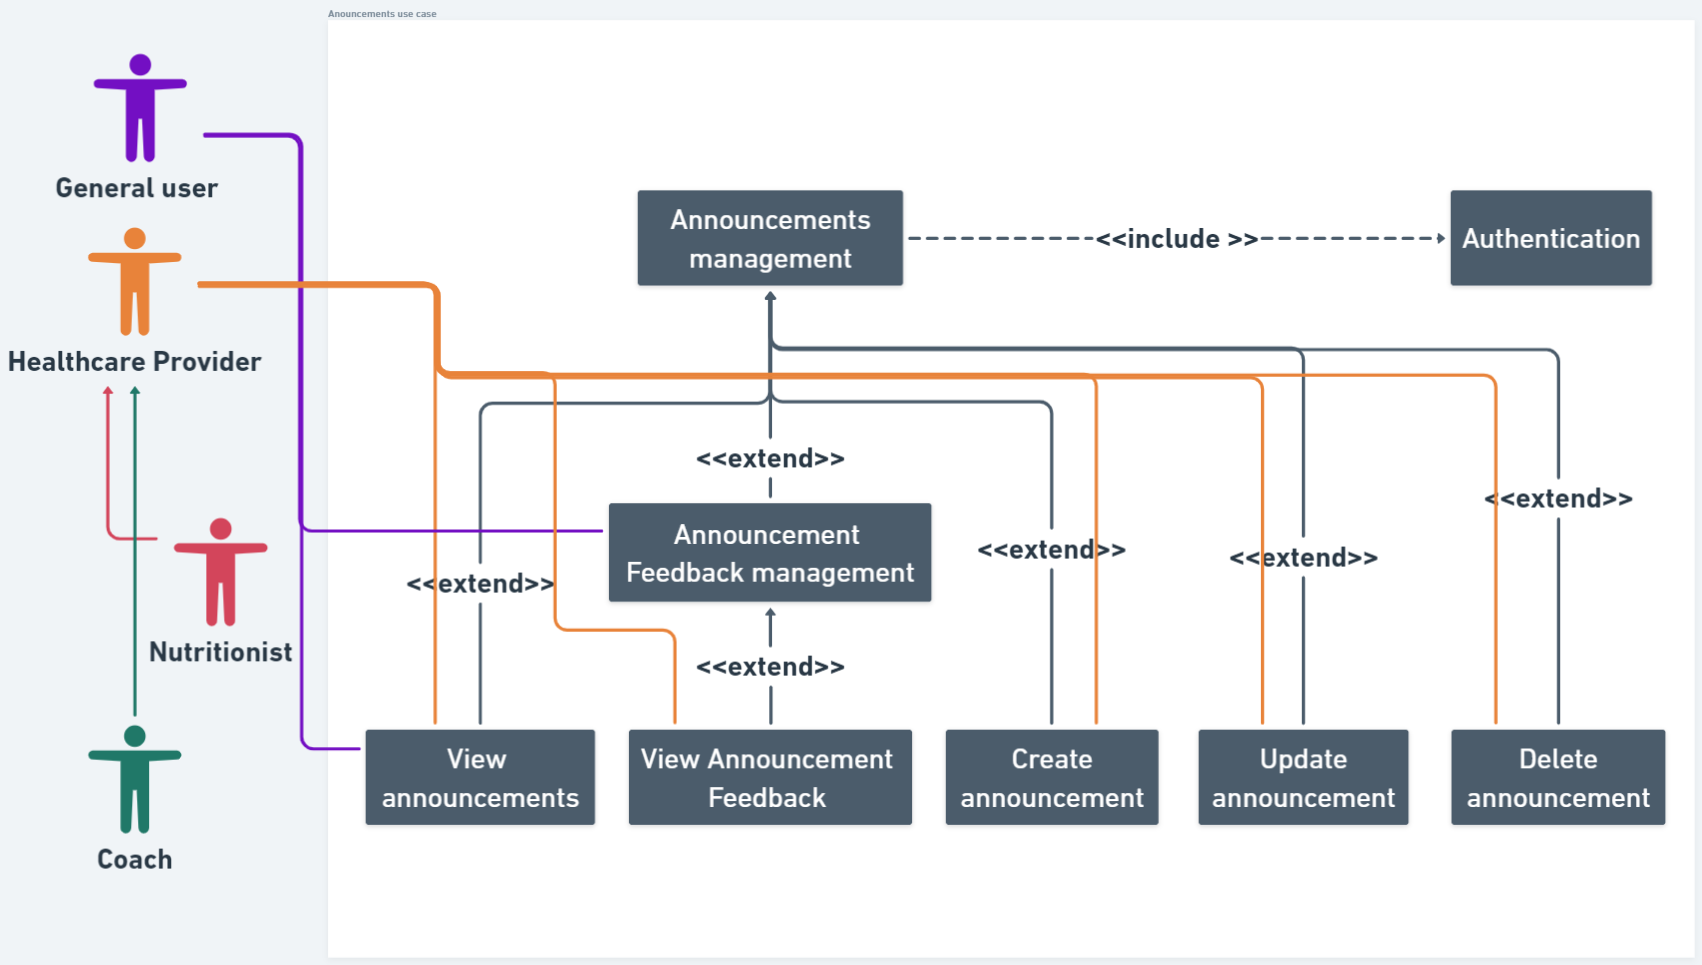 Anouncements use case
General user
Healthcare Provider
Nutritionist
Coach
Announcements
management
<<include >>
Authentication
<<extend>>
<<extend>>
Announcement
Feedback management
<<extend>>
<<extend>>
<<extend>>
<<extend>>
View
announcements
View Announcement
Feedback
Create
announcement
Update
announcement
Delete
announcement